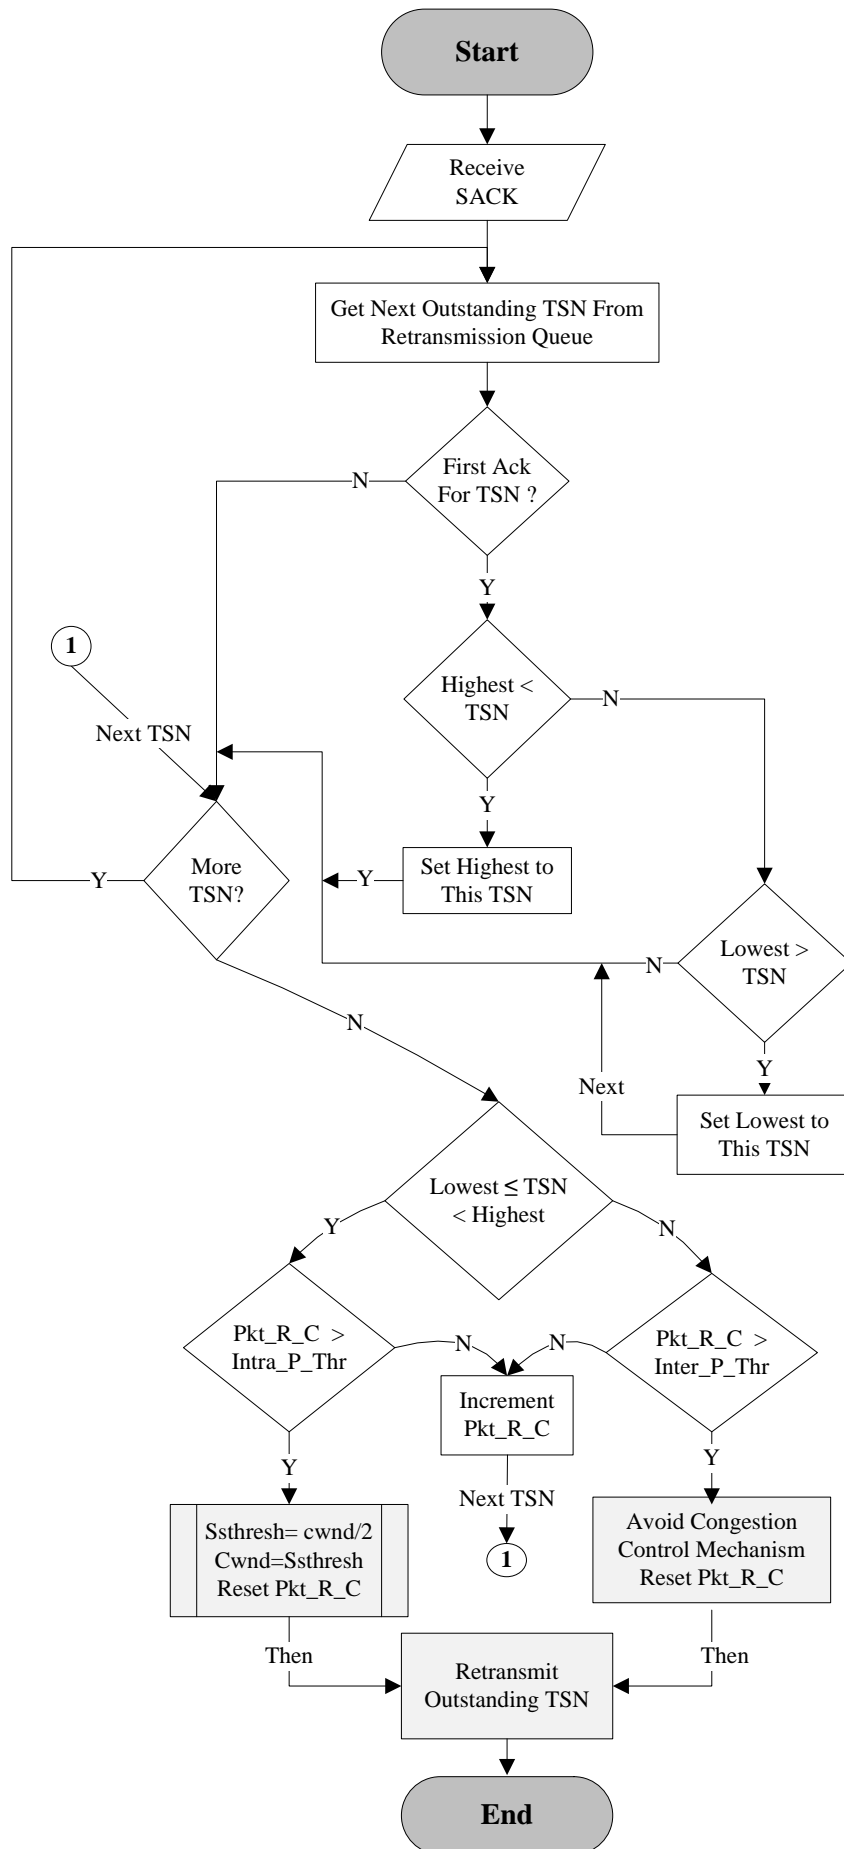 Start
Receive
SACK
Get Next Outstanding TSN From
Retransmission Queue
First Ack
For TSN ?
N
Y
1
Highest <
TSN
N
Next TSN
Y
More
TSN?
Y
Set Highest to
This TSN
Y
Lowest >
TSN
N
Y
N
Next
Set Lowest to
This TSN
Lowest ≤ TSN
< Highest
Y
N
Pkt_R_C >
Intra_P_Thr
N
N
Pkt_R_C >
Inter_P_Thr
Increment
Pkt_R_C
Y
Y
Next TSN
1
Ssthresh= cwnd/2
Cwnd=Ssthresh
Reset Pkt_R_C
Avoid Congestion
Control Mechanism
Reset Pkt_R_C
Then
Then
Retransmit
Outstanding TSN
End